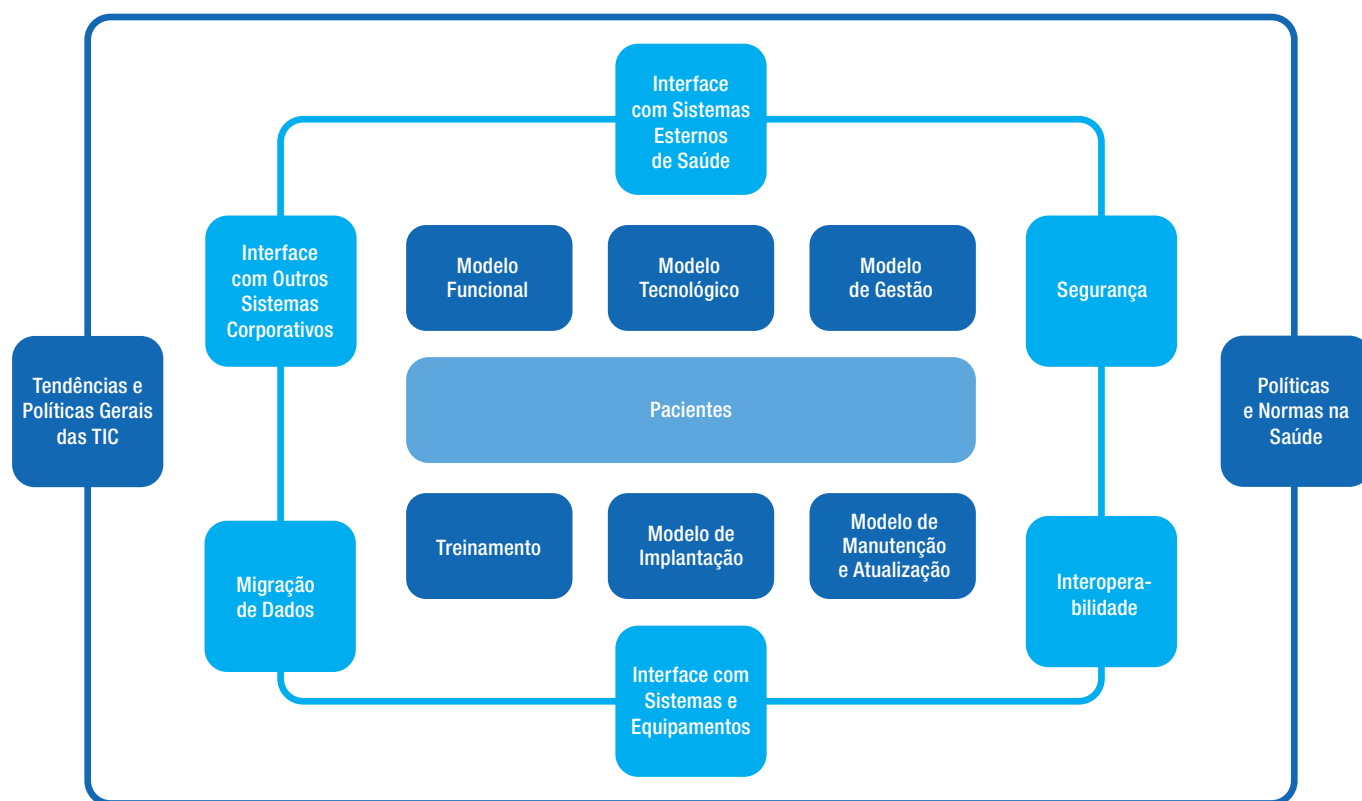 Interface
com Sistemas
Esternos
de Saúde
Interface
com Outros
Sistemas
Corporativos
Modelo
Funcional
Modelo
Tecnológico
Modelo
de Gestão
Segurança
Tendências e
Políticas Gerais
das TIC
Pacientes
Políticas
e Normas na
Saúde
Migração
de Dados
Treinamento
Modelo de
Implantação
Modelo de
Manutenção
e Atualização
Interopera-
bilidade
Interface com
Sistemas e
Equipamentos